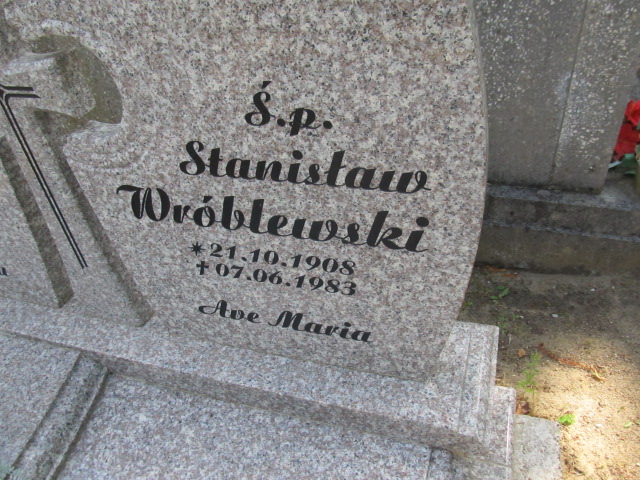 Ś.p.
Stanisław
Wróblewski
* 21.10.1908
† 07.06.1983
Ave Maria